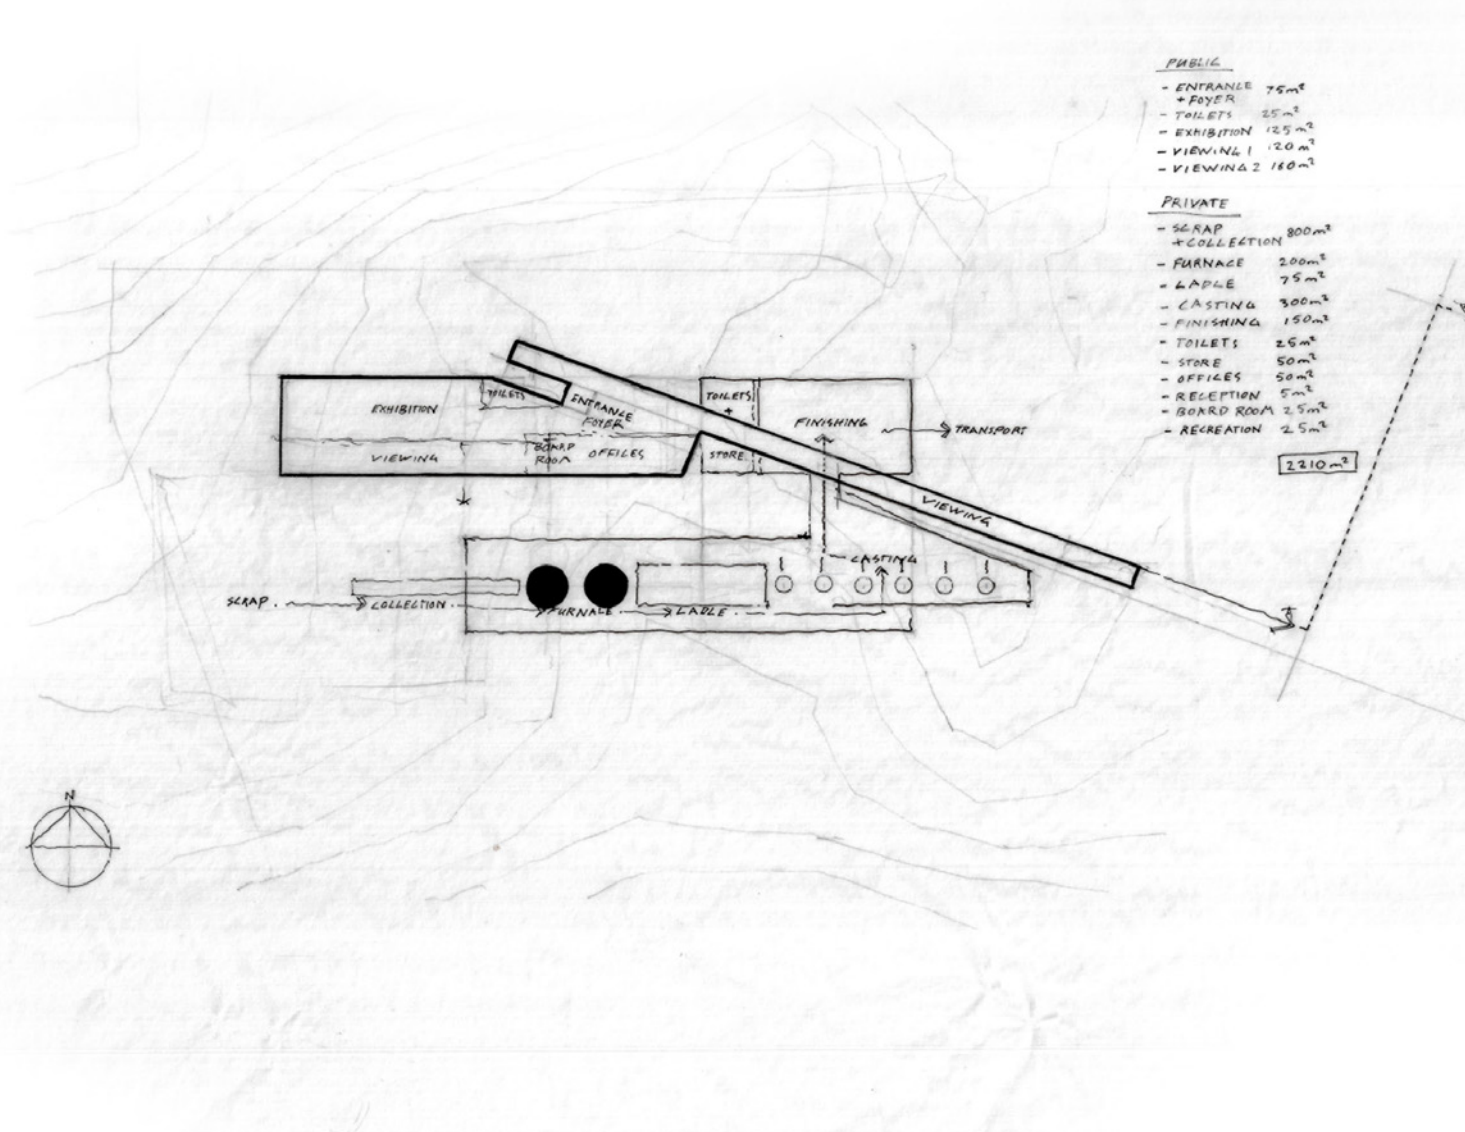 PUBLIC
- ENTRANCE 75m²
+ FOYER
- TOILETS 25m²
- EXHIBITION 125m²
- VIEWING 1 120m²
- VIEWING 2 160m²
PRIVATE
- SCRAP
+ COLLECTION 800m²
- FURNACE 200m²
- LADLE 75m²
- CASTING 300m²
- FINISHING 150m²
- TOILETS 25m²
- STORE 50m²
- OFFICES 50m²
- RECEPTION 5m²
- BOARD ROOM 25m²
- RECREATION 25m²
2210m²
EXHIBITION
TOILETS
ENTRANCE
FOYER
TOILETS
+
STORE
FINISHING
TRANSPORT
VIEWING
BOARD
ROOM
OFFICES
VIEWING
CASTING
SCRAP
COLLECTION
FURNACE
LADLE
N